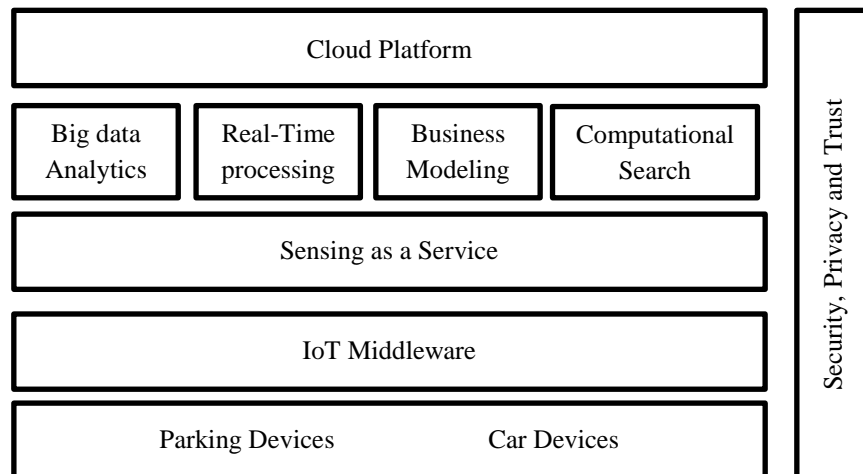 Cloud Platform
Big data
Analytics
Real-Time
processing
Business
Modeling
Computational
Search
Sensing as a Service
IoT Middleware
Parking Devices Car Devices
Security, Privacy and Trust